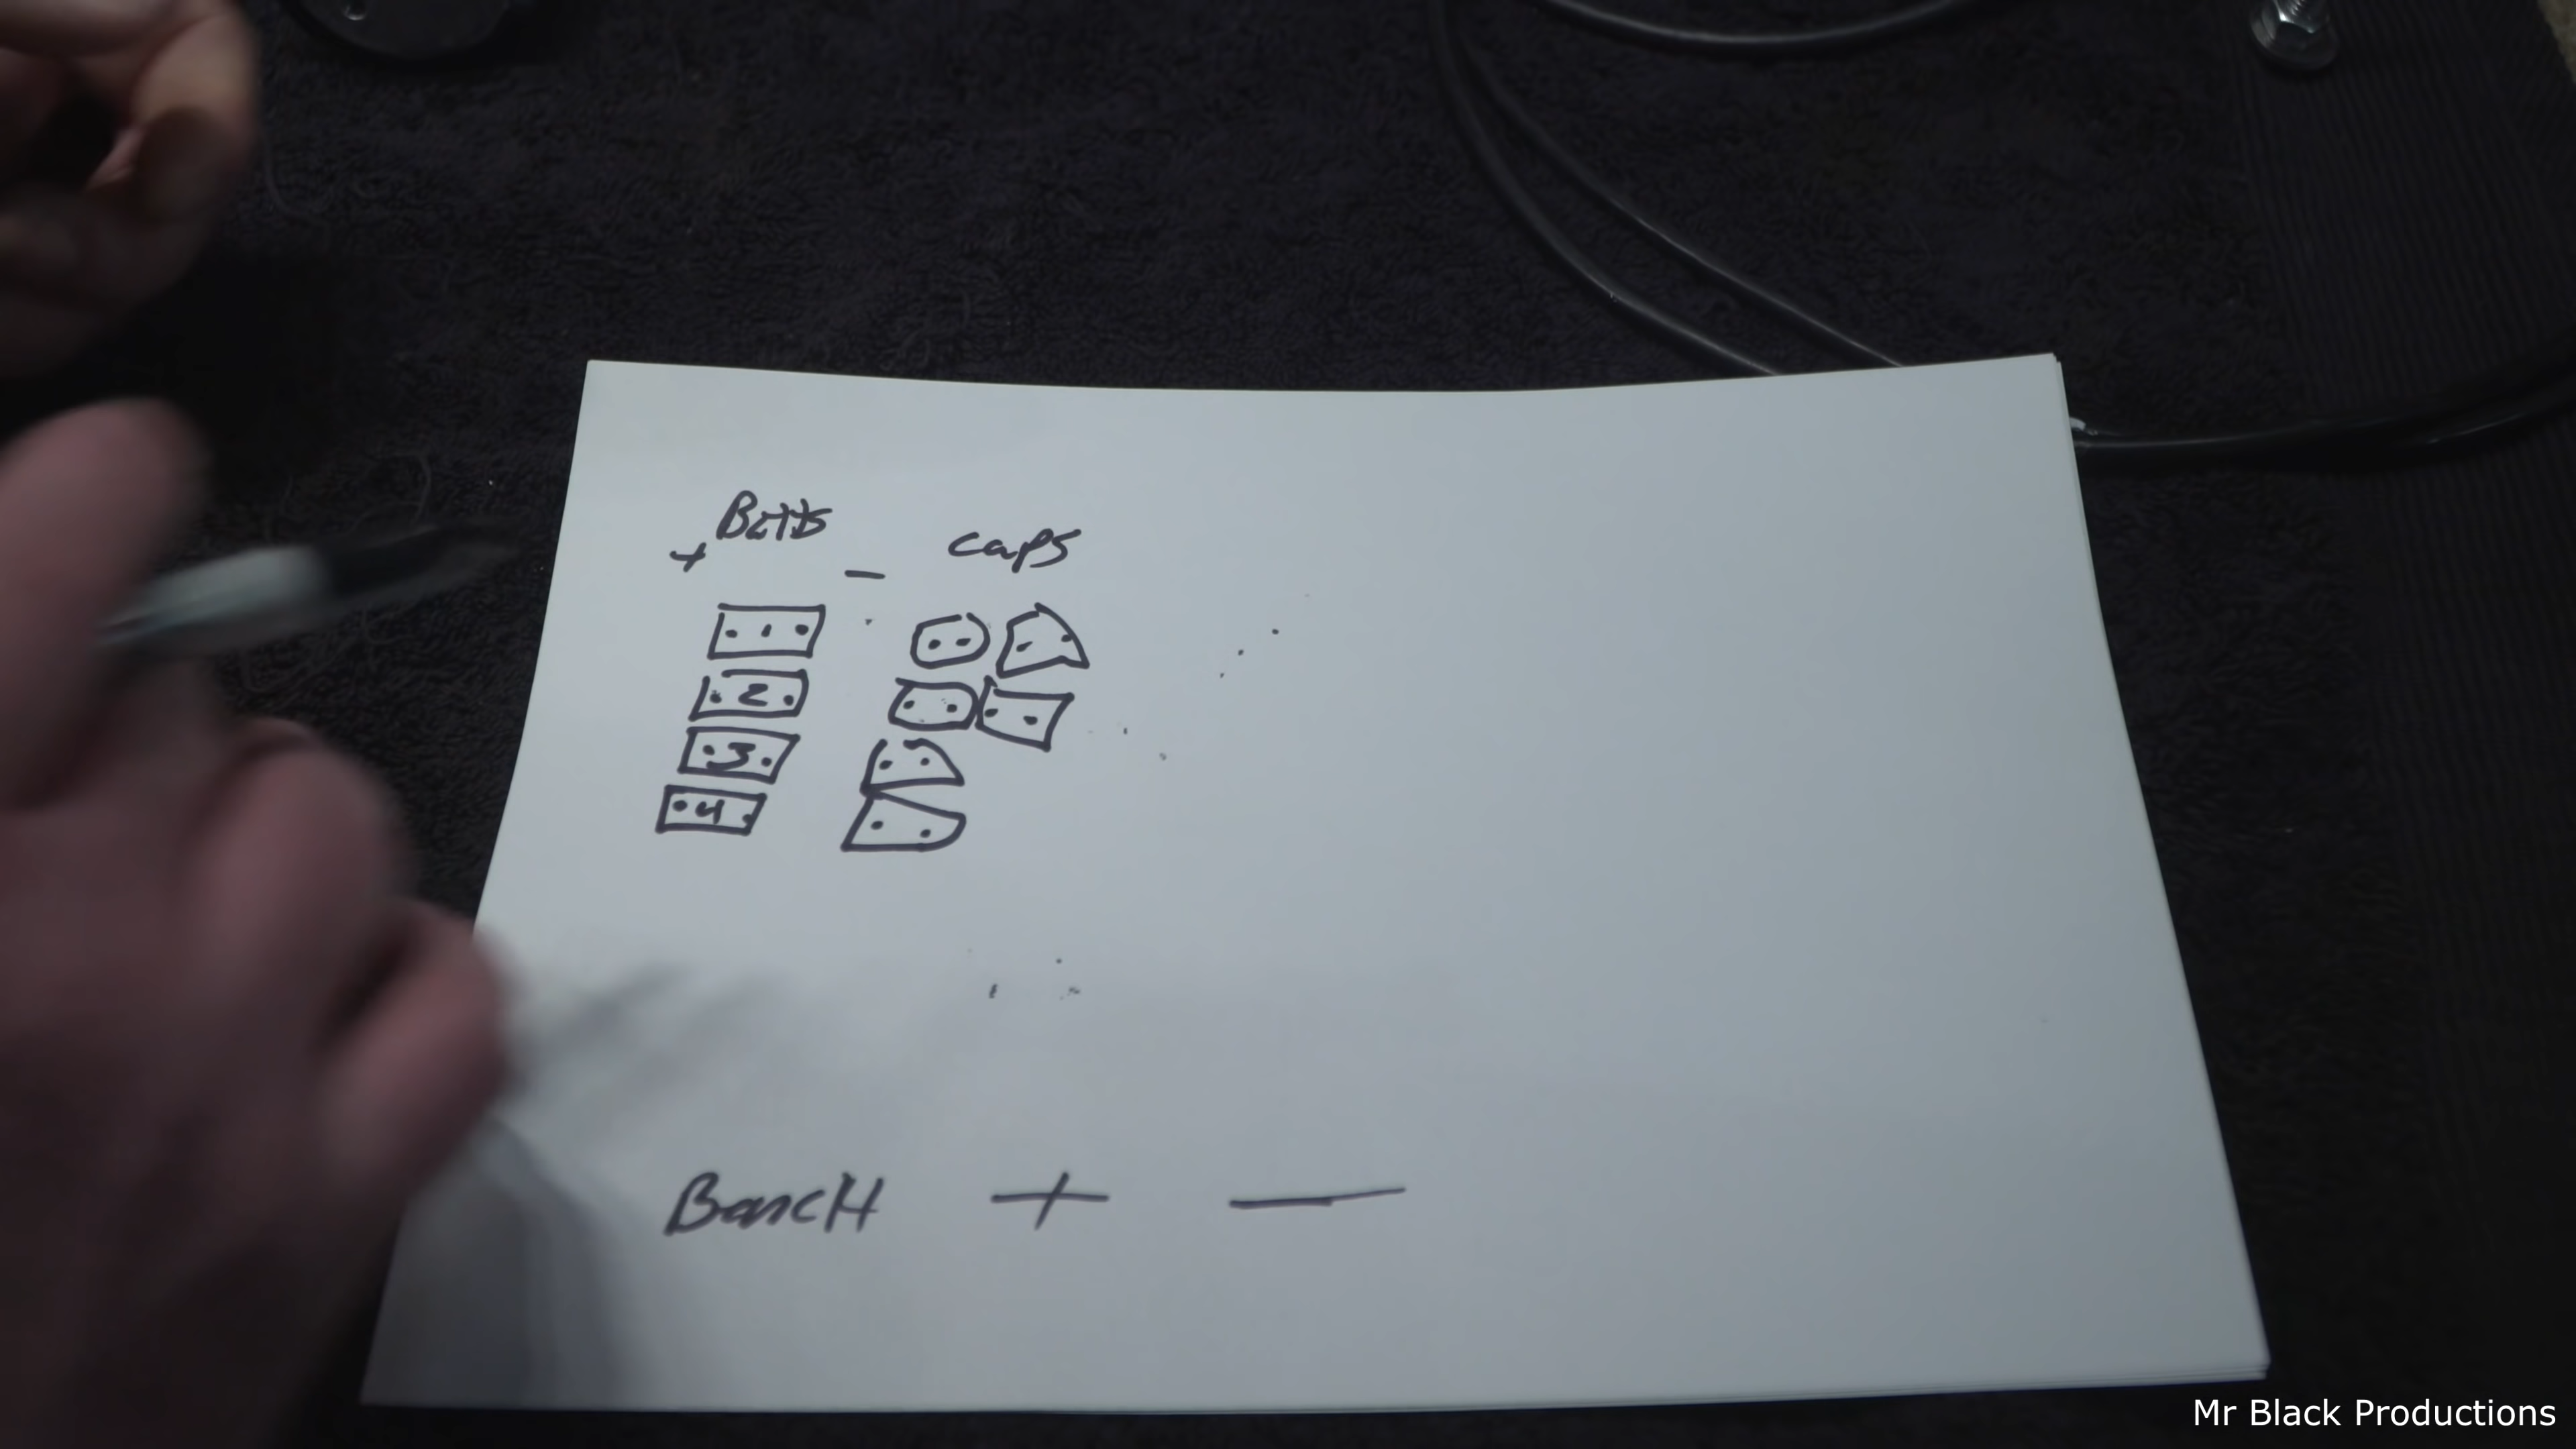 Batts
+ - caps
1
2
3
4
BancH + -
Mr Black Productions